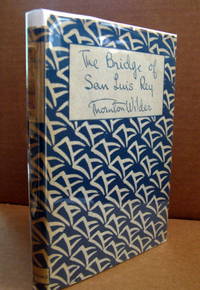 The Bridge of
San Luis Rey
Thornton Wilder